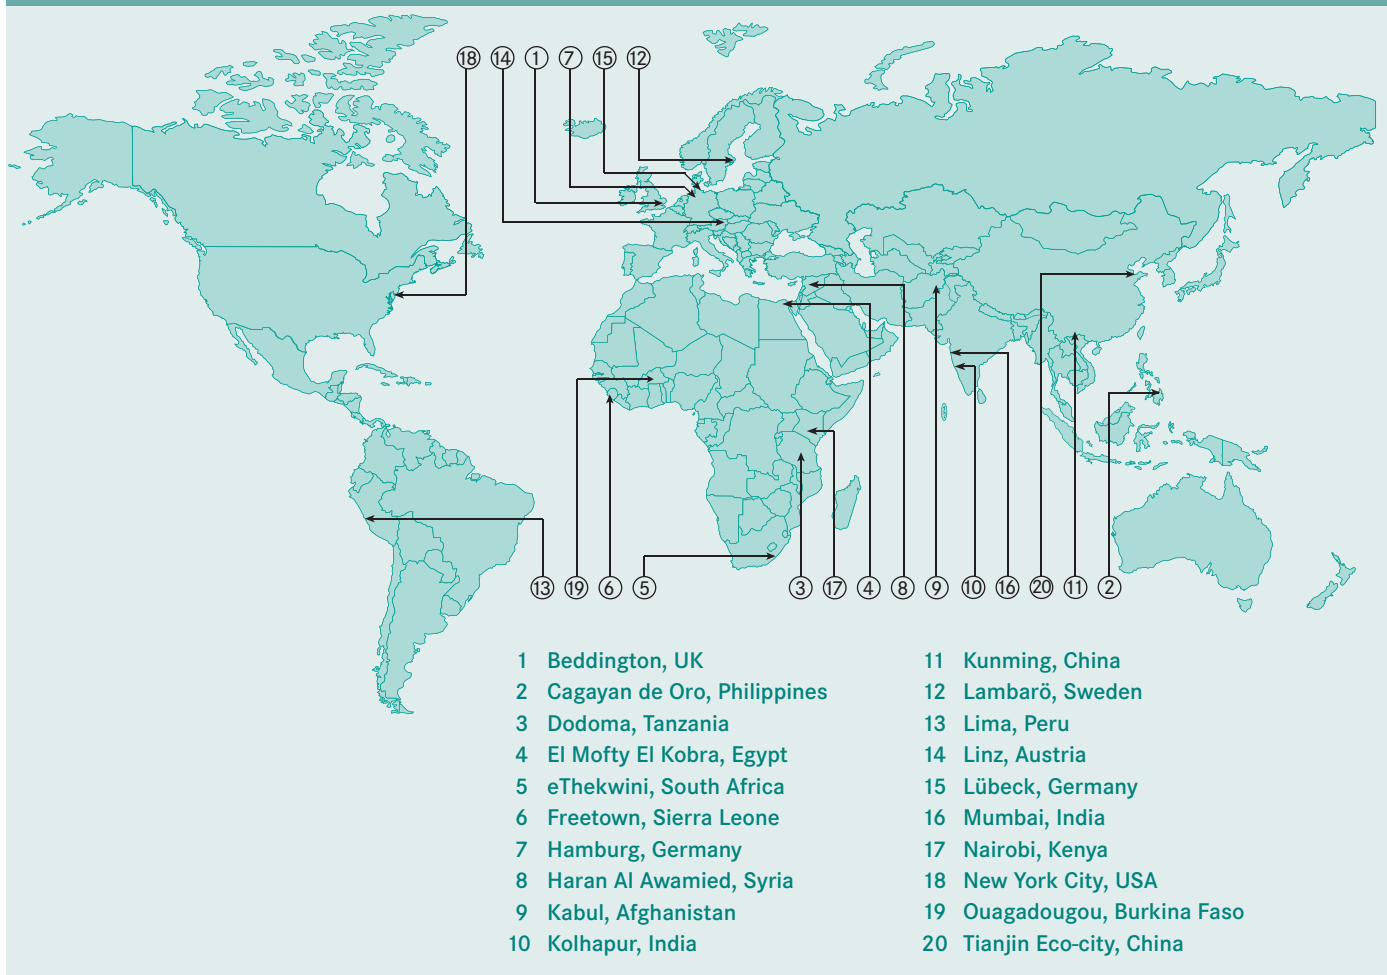 18 14 1 7 15 12
13 19 6 5 3 17 4 8 9 10 16 20 11 2
1 Beddington, UK
2 Cagayan de Oro, Philippines
3 Dodoma, Tanzania
4 El Mofty El Kobra, Egypt
5 eThekwini, South Africa
6 Freetown, Sierra Leone
7 Hamburg, Germany
8 Haran Al Awamied, Syria
9 Kabul, Afghanistan
10 Kolhapur, India
11 Kunming, China
12 Lambarö, Sweden
13 Lima, Peru
14 Linz, Austria
15 Lübeck, Germany
16 Mumbai, India
17 Nairobi, Kenya
18 New York City, USA
19 Ouagadougou, Burkina Faso
20 Tianjin Eco-city, China